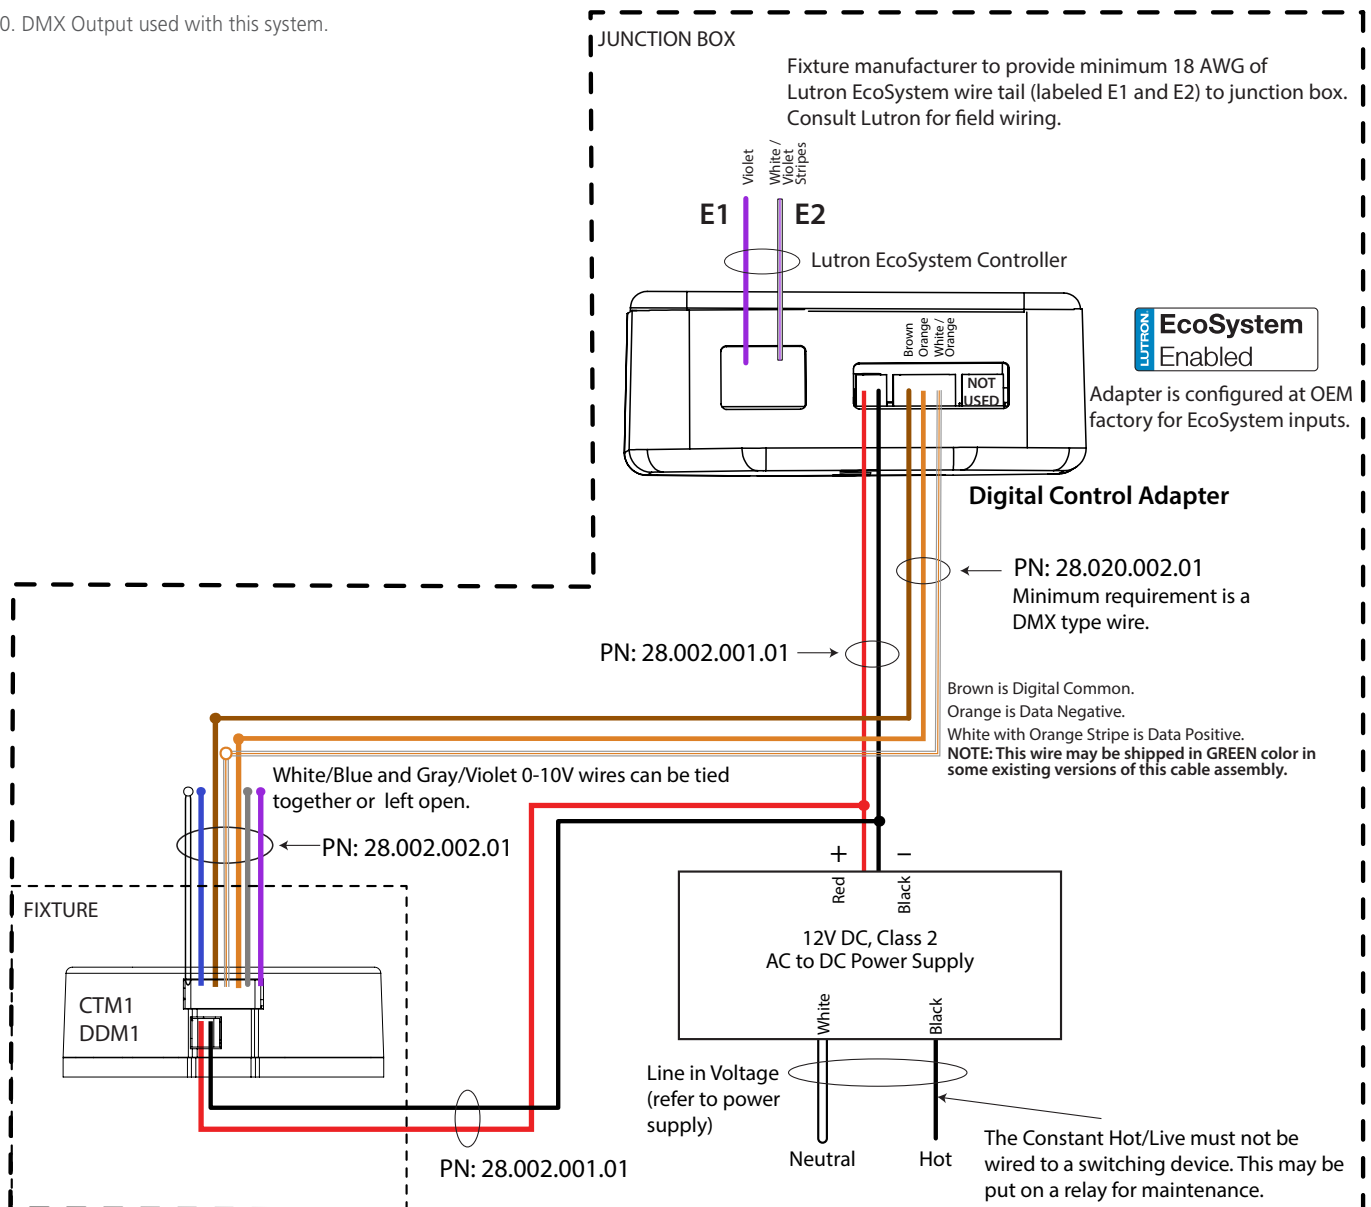 0. DMX Output used with this system.
JUNCTION BOX
Fixture manufacturer to provide minimum 18 AWG of
Lutron EcoSystem wire tail (labeled E1 and E2) to junction box.
Consult Lutron for field wiring.
Violet
White /
Violet
Stripes
E1
E2
Lutron EcoSystem Controller
Brown
Orange
White /
Orange
NOT
USED
LUTRON.
EcoSystem
Enabled
Adapter is configured at OEM
factory for EcoSystem inputs.
Digital Control Adapter
PN: 28.020.002.01
Minimum requirement is a
DMX type wire.
PN: 28.002.001.01
Brown is Digital Common.
Orange is Data Negative.
White with Orange Stripe is Data Positive.
NOTE: This wire may be shipped in GREEN color in
some existing versions of this cable assembly.
White/Blue and Gray/Violet 0-10V wires can be tied
together or left open.
PN: 28.002.002.01
FIXTURE
CTM1
DDM1
+
–
Red
Black
12V DC, Class 2
AC to DC Power Supply
White
Black
Line in Voltage
(refer to power
supply)
Neutral
Hot
PN: 28.002.001.01
The Constant Hot/Live must not be
wired to a switching device. This may be
put on a relay for maintenance.